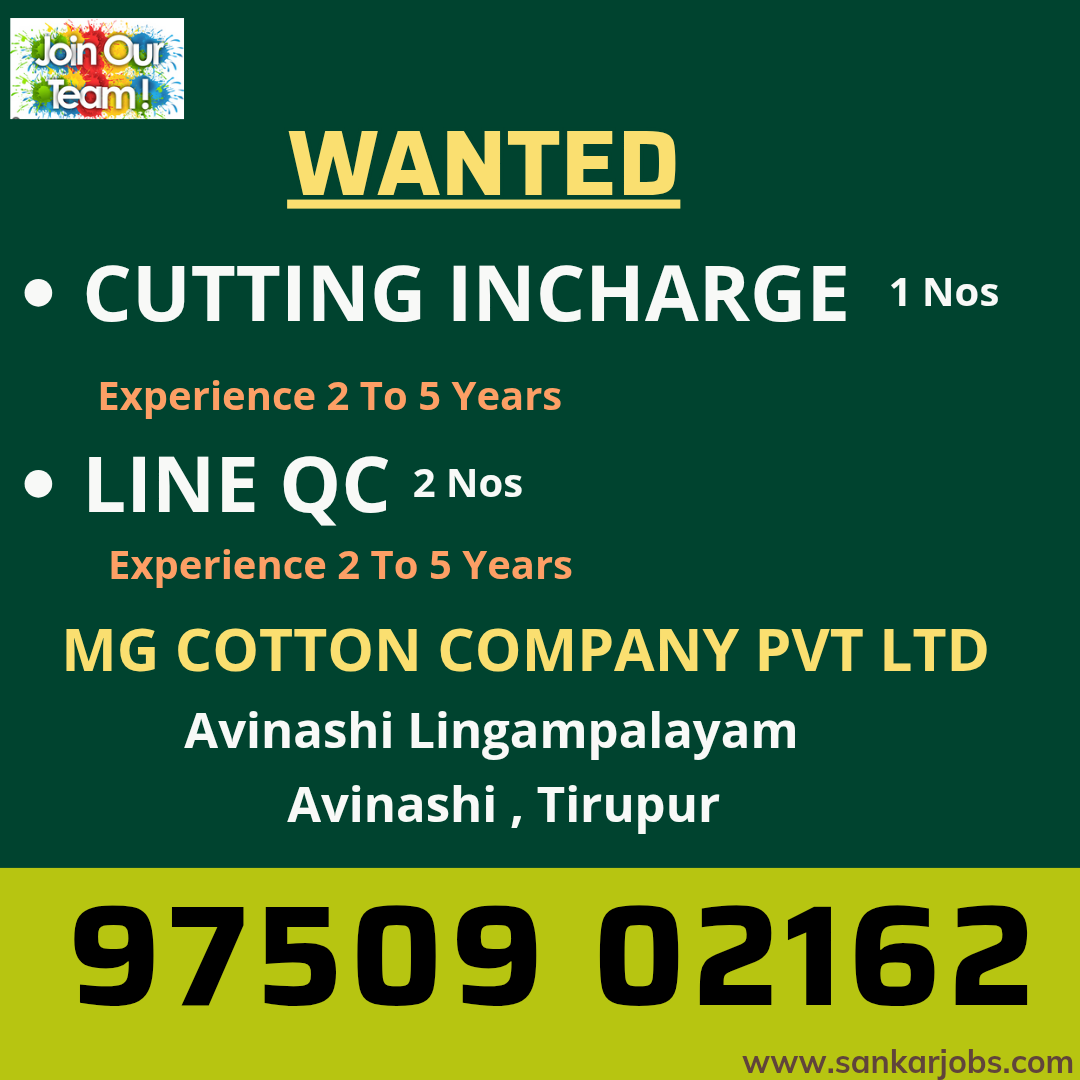 Join Our
Team !
WANTED
• CUTTING INCHARGE 1 Nos
Experience 2 To 5 Years
• LINE QC 2 Nos
Experience 2 To 5 Years
MG COTTON COMPANY PVT LTD
Avinashi Lingampalayam
Avinashi , Tirupur
97509 02162
www.sankarjobs.com